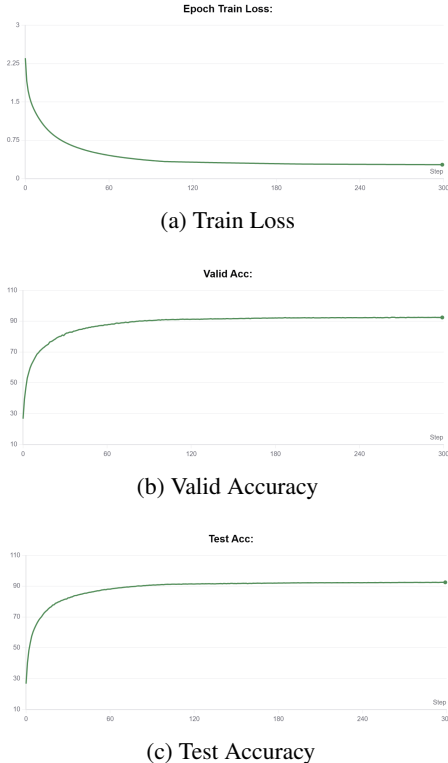 Epoch Train Loss:
3
2.25
1.5
0.75
0
Step
0 60 120 180 240 300
(a) Train Loss
Valid Acc:
110
90
70
50
30
10
Step
0 60 120 180 240 300
(b) Valid Accuracy
Test Acc:
110
90
70
50
30
10
Step
0 60 120 180 240 30
(c) Test Accuracy